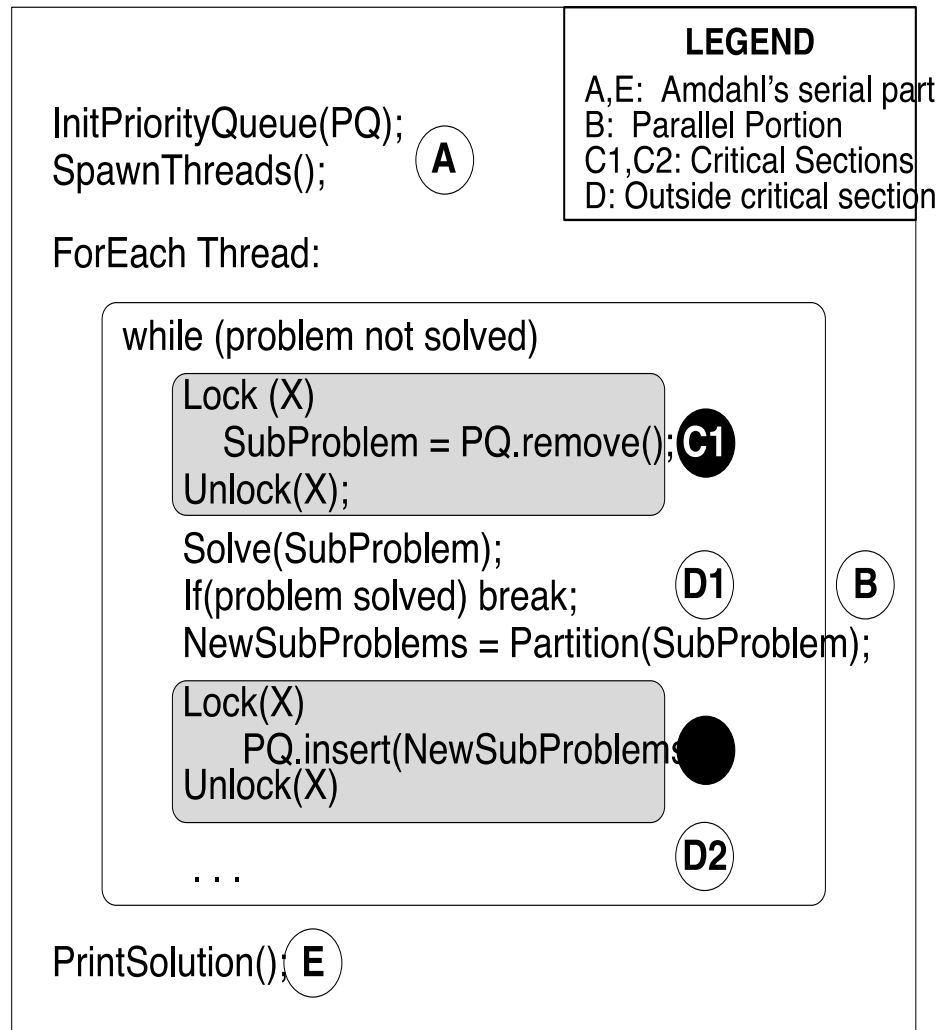 LEGEND
A,E: Amdahl's serial part
B: Parallel Portion
C1,C2: Critical Sections
D: Outside critical section
InitPriorityQueue(PQ);
SpawnThreads();
A
ForEach Thread:
while (problem not solved)
Lock (X)
SubProblem = PQ.remove();
Unlock(X);
C1
Solve(SubProblem);
If(problem solved) break;
NewSubProblems = Partition(SubProblem);
D1
B
Lock(X)
PQ.insert(NewSubProblems
Unlock(X)
. . .
D2
PrintSolution();
E